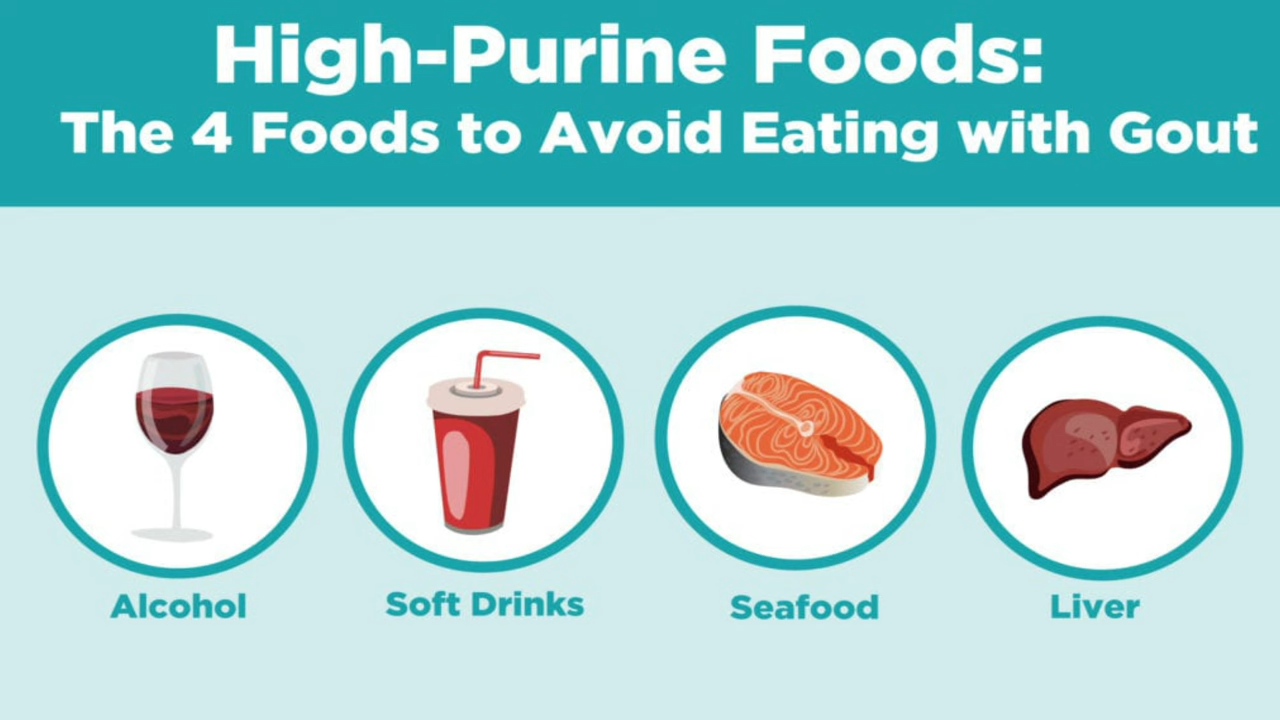 High-Purine Foods:
The 4 Foods to Avoid Eating with Gout
Alcohol
Soft Drinks
Seafood
Liver